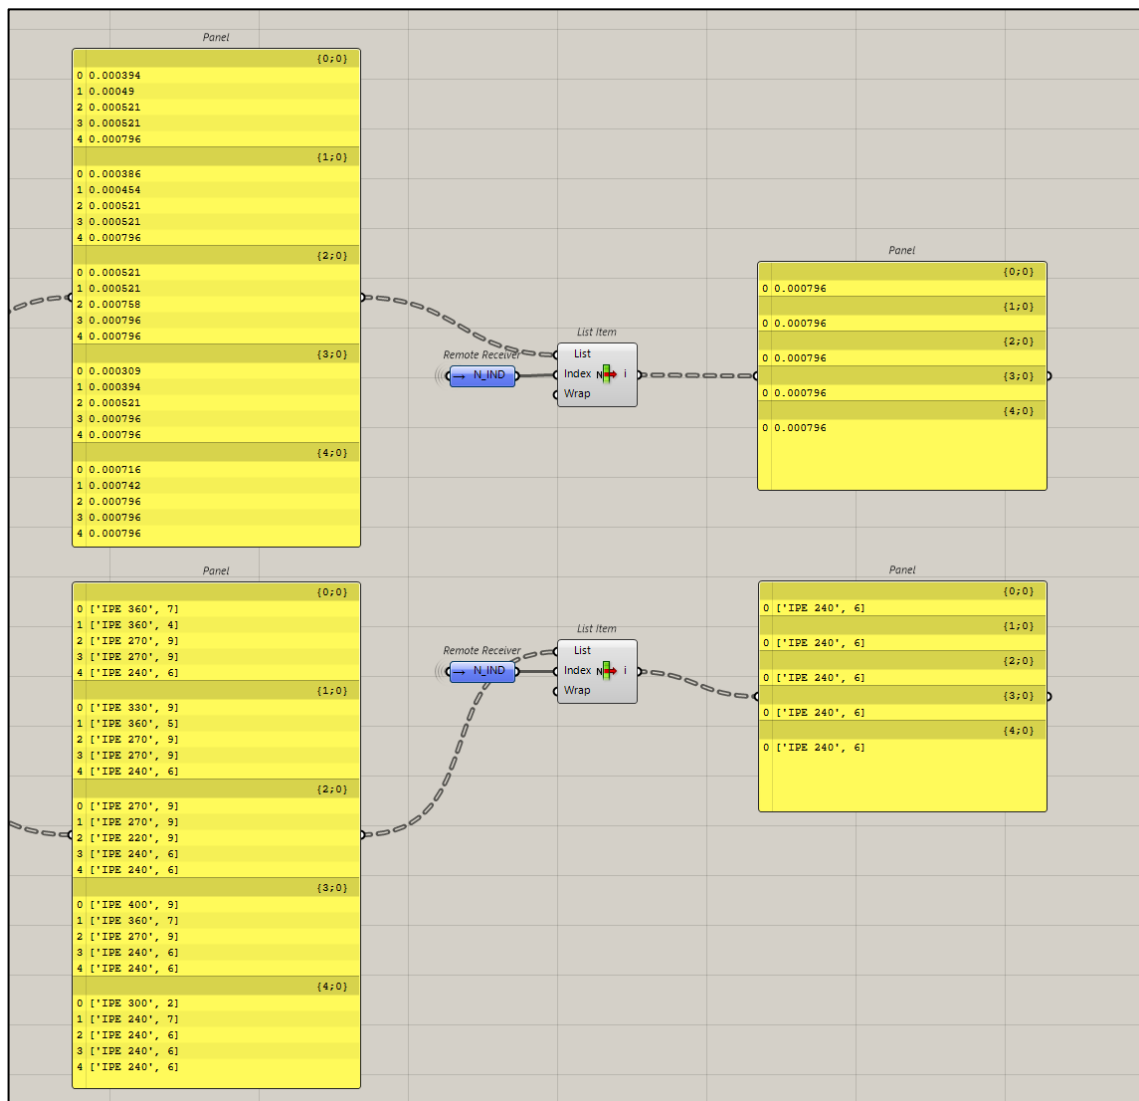 Panel
{0;0}
0 0.000394
1 0.00049
2 0.000521
3 0.000521
4 0.000796
{1;0}
0 0.000386
1 0.000454
2 0.000521
3 0.000521
4 0.000796
{2;0}
0 0.000521
1 0.000521
2 0.000758
3 0.000796
4 0.000796
{3;0}
0 0.000309
1 0.000394
2 0.000521
3 0.000796
4 0.000796
{4;0}
0 0.000716
1 0.000742
2 0.000796
3 0.000796
4 0.000796
Remote Receiver
N_IND
List Item
List
Index N i
Wrap
Panel
{0;0}
0 0.000796
{1;0}
0 0.000796
{2;0}
0 0.000796
{3;0}
0 0.000796
{4;0}
0 0.000796
Panel
{0;0}
0 ['IPE 360', 7]
1 ['IPE 360', 4]
2 ['IPE 270', 9]
3 ['IPE 270', 9]
4 ['IPE 240', 6]
{1;0}
0 ['IPE 330', 9]
1 ['IPE 360', 5]
2 ['IPE 270', 9]
3 ['IPE 270', 9]
4 ['IPE 240', 6]
{2;0}
0 ['IPE 270', 9]
1 ['IPE 270', 9]
2 ['IPE 220', 9]
3 ['IPE 240', 6]
4 ['IPE 240', 6]
{3;0}
0 ['IPE 400', 9]
1 ['IPE 360', 7]
2 ['IPE 270', 9]
3 ['IPE 240', 6]
4 ['IPE 240', 6]
{4;0}
0 ['IPE 300', 2]
1 ['IPE 240', 7]
2 ['IPE 240', 6]
3 ['IPE 240', 6]
4 ['IPE 240', 6]
Remote Receiver
N_IND
List Item
List
Index N i
Wrap
Panel
{0;0}
0 ['IPE 240', 6]
{1;0}
0 ['IPE 240', 6]
{2;0}
0 ['IPE 240', 6]
{3;0}
0 ['IPE 240', 6]
{4;0}
0 ['IPE 240', 6]